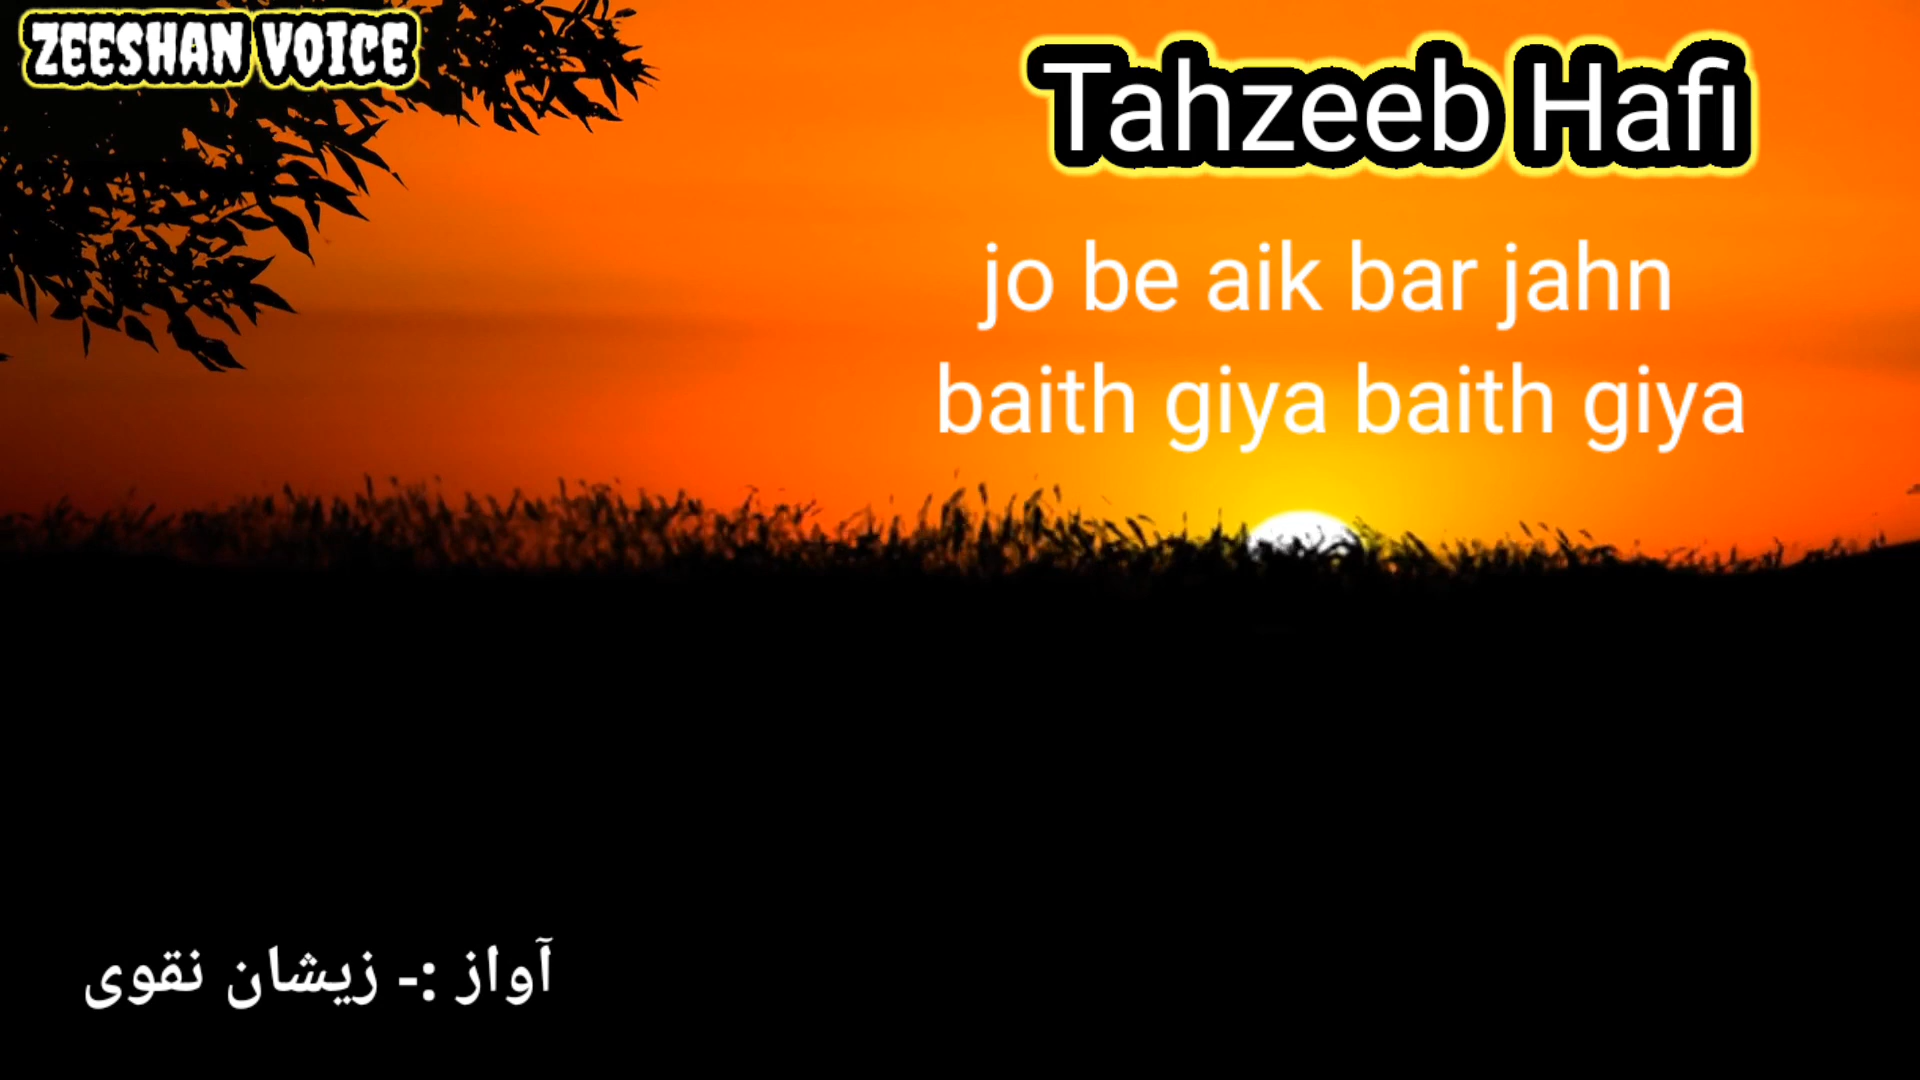 ZEESHAN VOICE
Tahzeeb Hafi
jo be aik bar jahn
baith giya baith giya
آواز :- زیشان نقوی